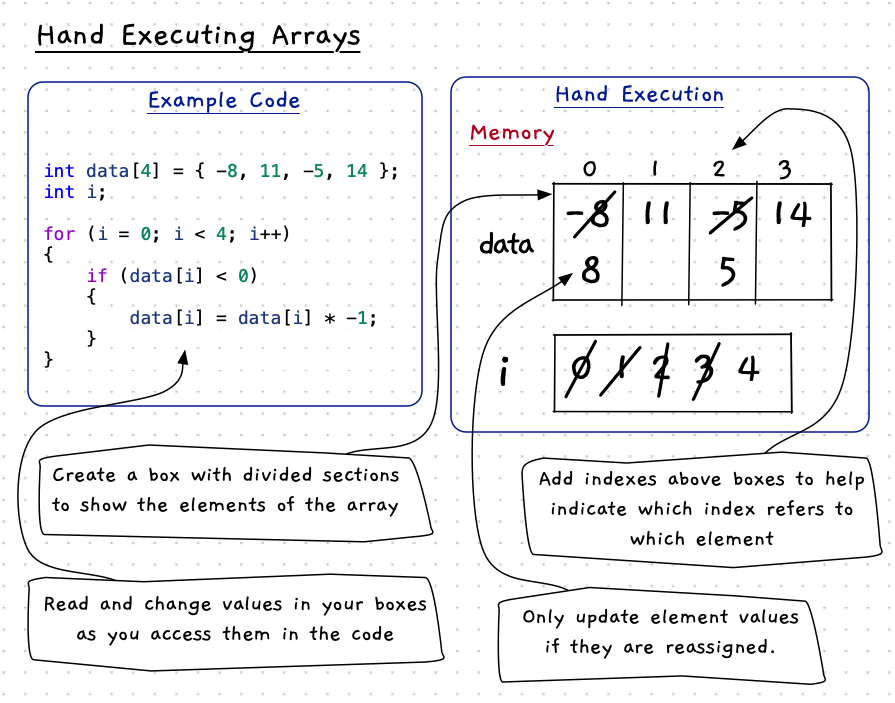 Hand Executing Arrays
Example Code
int data[4] = { -8, 11, -5, 14 };
int i;
for (i = 0; i < 4; i++)
{
if (data[i] < 0)
{
data[i] = data[i] * -1;
}
}
Hand Execution
Memory
0 1 2 3
data
-8 11 -5 14
8 5
i 0 1 2 3 4
Create a box with divided sections
to show the elements of the array
Add indexes above boxes to help
indicate which index refers to
which element
Read and change values in your boxes
as you access them in the code
Only update element values
if they are reassigned.